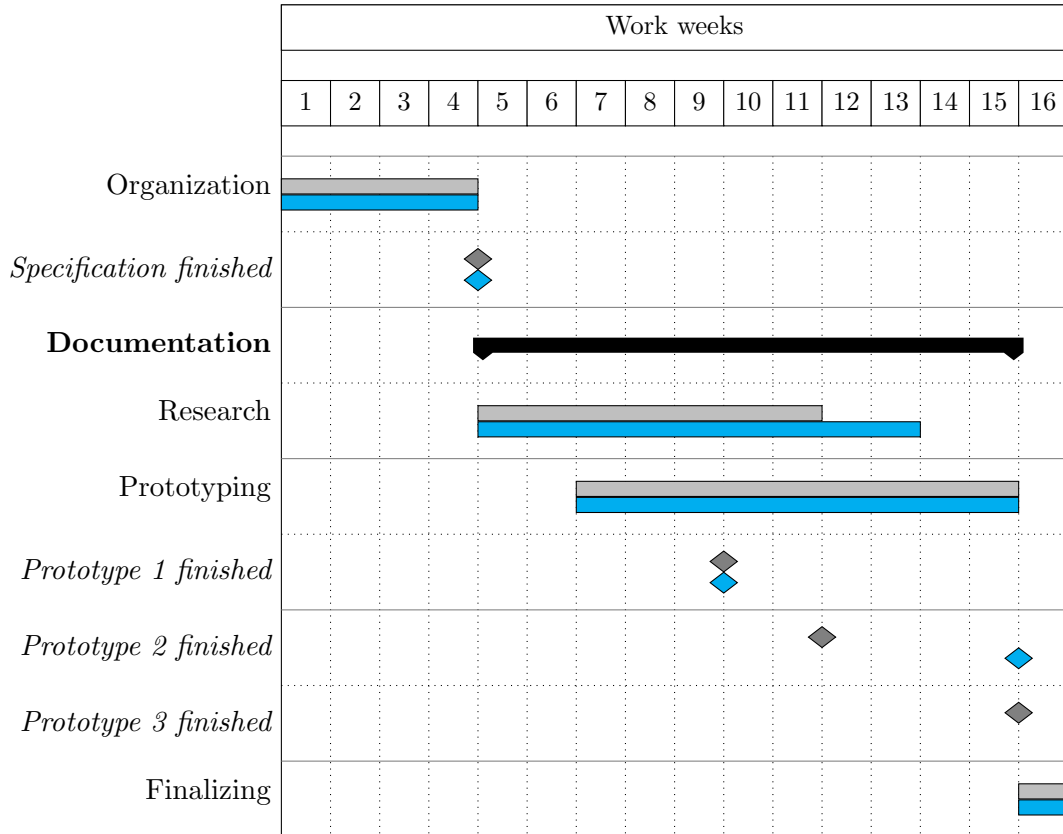 Work weeks
1 2 3 4 5 6 7 8 9 10 11 12 13 14 15 16
Organization
Specification finished
Documentation
Research
Prototyping
Prototype 1 finished
Prototype 2 finished
Prototype 3 finished
Finalizing